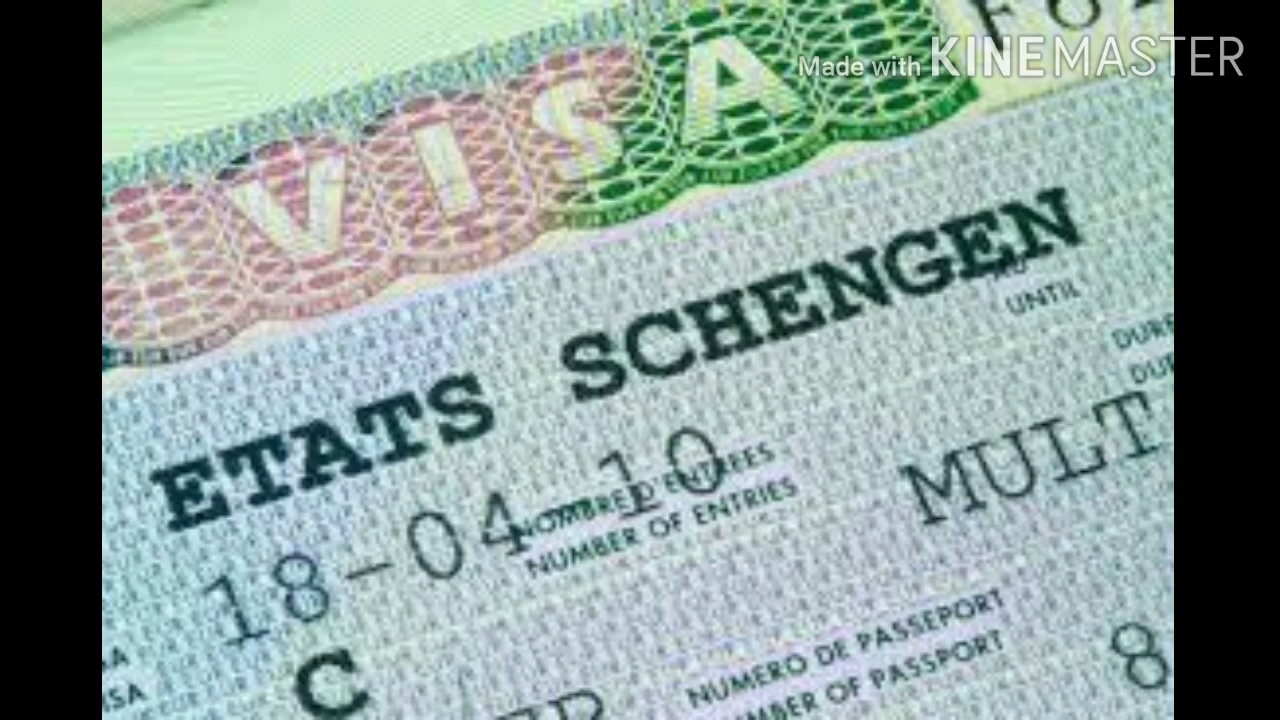 Made with KINEMASTER
VISA
ETATS SCHENGEN
UNTIL
18-04-10
NOMBRE D'ENTREES
NUMBER OF ENTRIES
MULT
C
NUMERO DE PASSEPORT
OF PASSPORT
8